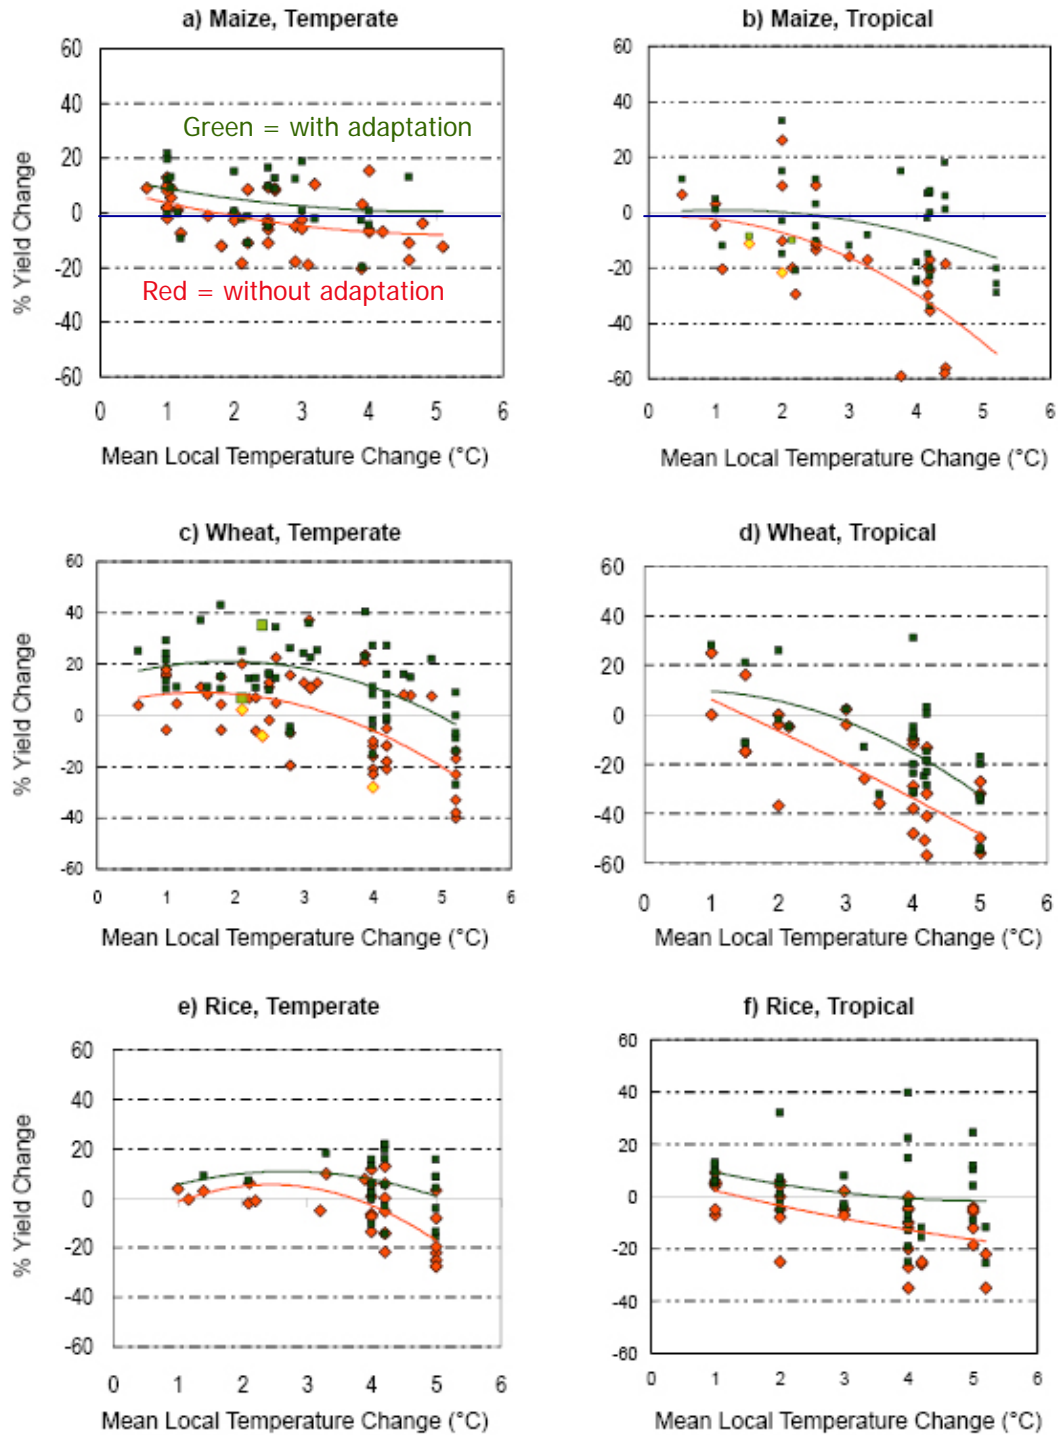 a) Maize, Temperate
60
40
20
0
-20
-40
-60
% Yield Change
Green = with adaptation
Red = without adaptation
0 1 2 3 4 5 6
Mean Local Temperature Change (°C)
b) Maize, Tropical
60
40
20
0
-20
-40
-60
0 1 2 3 4 5 6
Mean Local Temperature Change (°C)
c) Wheat, Temperate
60
40
20
0
-20
-40
-60
% Yield Change
0 1 2 3 4 5 6
Mean Local Temperature Change (°C)
d) Wheat, Tropical
60
40
20
0
-20
-40
-60
0 1 2 3 4 5 6
Mean Local Temperature Change (°C)
e) Rice, Temperate
60
40
20
0
-20
-40
-60
% Yield Change
0 1 2 3 4 5 6
Mean Local Temperature Change (°C)
f) Rice, Tropical
60
40
20
0
-20
-40
-60
0 1 2 3 4 5 6
Mean Local Temperature Change (°C)